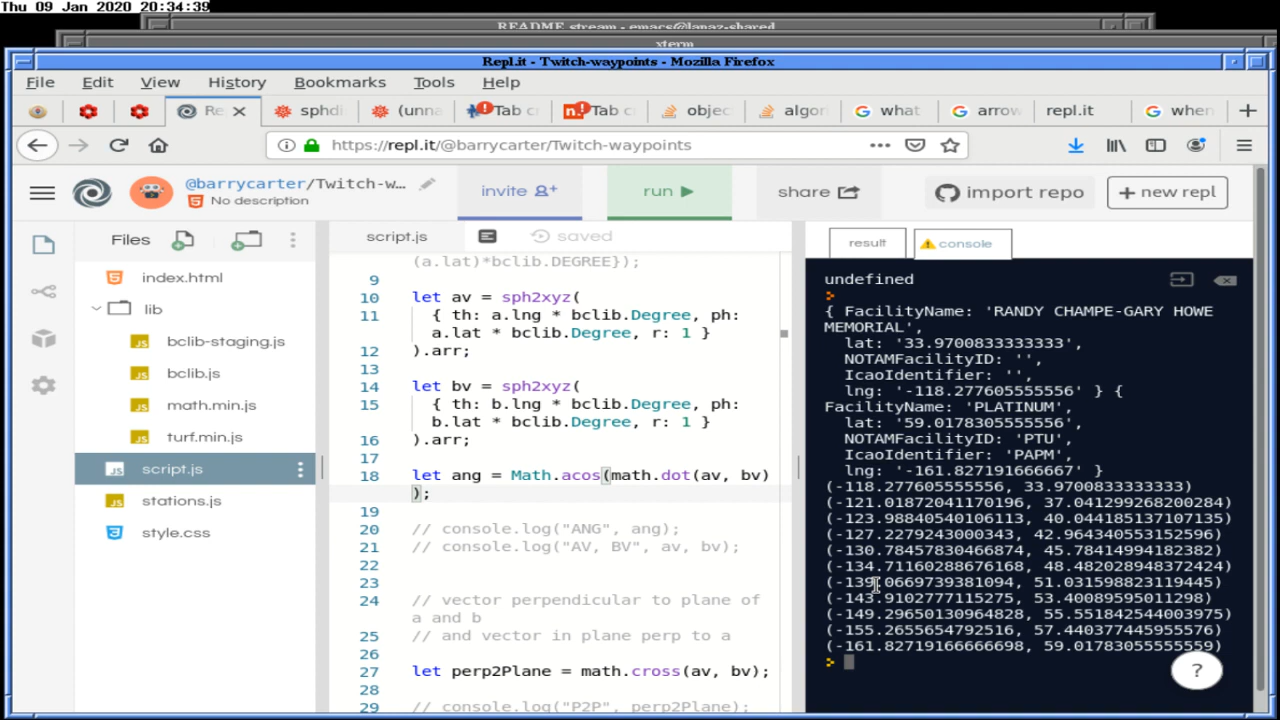 Thu 09 Jan 2020 20:34:39
README stream - emacs@lanaz-shared
xterm
Repl.it - Twitch-waypoints - Mozilla Firefox
File Edit View History Bookmarks Tools Help
Re sphdi (unna Tab cr Tab c objec algor what arrow repl.it when
https://repl.it/@barrycarter/Twitch-waypoints
@barrycarter/Twitch-w...
No description
invite
run
share
import repo
+ new repl
Files
index.html
lib
bclib-staging.js
bclib.js
math.min.js
turf.min.js
script.js
stations.js
style.css
script.js saved
(a.lat)*bclib.DEGREE});
9
10 let av = sph2xyz(
11 { th: a.lng * bclib.Degree, ph:
a.lat * bclib.Degree, r: 1 }
12 ).arr;
13
14 let bv = sph2xyz(
15 { th: b.lng * bclib.Degree, ph:
b.lat * bclib.Degree, r: 1 }
16 ).arr;
17
18 let ang = Math.acos(math.dot(av, bv)
);
19
20 // console.log("ANG", ang);
21 // console.log("AV, BV", av, bv);
22
23
24 // vector perpendicular to plane of
a and b
25 // and vector in plane perp to a
26
27 let perp2Plane = math.cross(av, bv);
28
29 // console.log("P2P", perp2Plane);
result console
undefined
>
{ FacilityName: 'RANDY CHAMPE-GARY HOWE
MEMORIAL',
lat: '33.9700833333333',
NOTAMFacilityID: '',
IcaoIdentifier: '',
lng: '-118.277605555556' } {
FacilityName: 'PLATINUM',
lat: '59.0178305555556',
NOTAMFacilityID: 'PTU',
IcaoIdentifier: 'PAPM',
lng: '-161.827191666667' }
(-118.277605555556, 33.9700833333333)
(-121.01872041170196, 37.041299268200284)
(-123.98840540106113, 40.044185137107135)
(-127.2279243000343, 42.964340553152596)
(-130.78457830466874, 45.78414994182382)
(-134.71160288676168, 48.482028948372424)
(-139.0669739381094, 51.031598823119445)
(-143.9102777115275, 53.40089595011298)
(-149.29650130964828, 55.551842544003975)
(-155.2655654792516, 57.440377445955576)
(-161.82719166666698, 59.01783055555559)
>
?